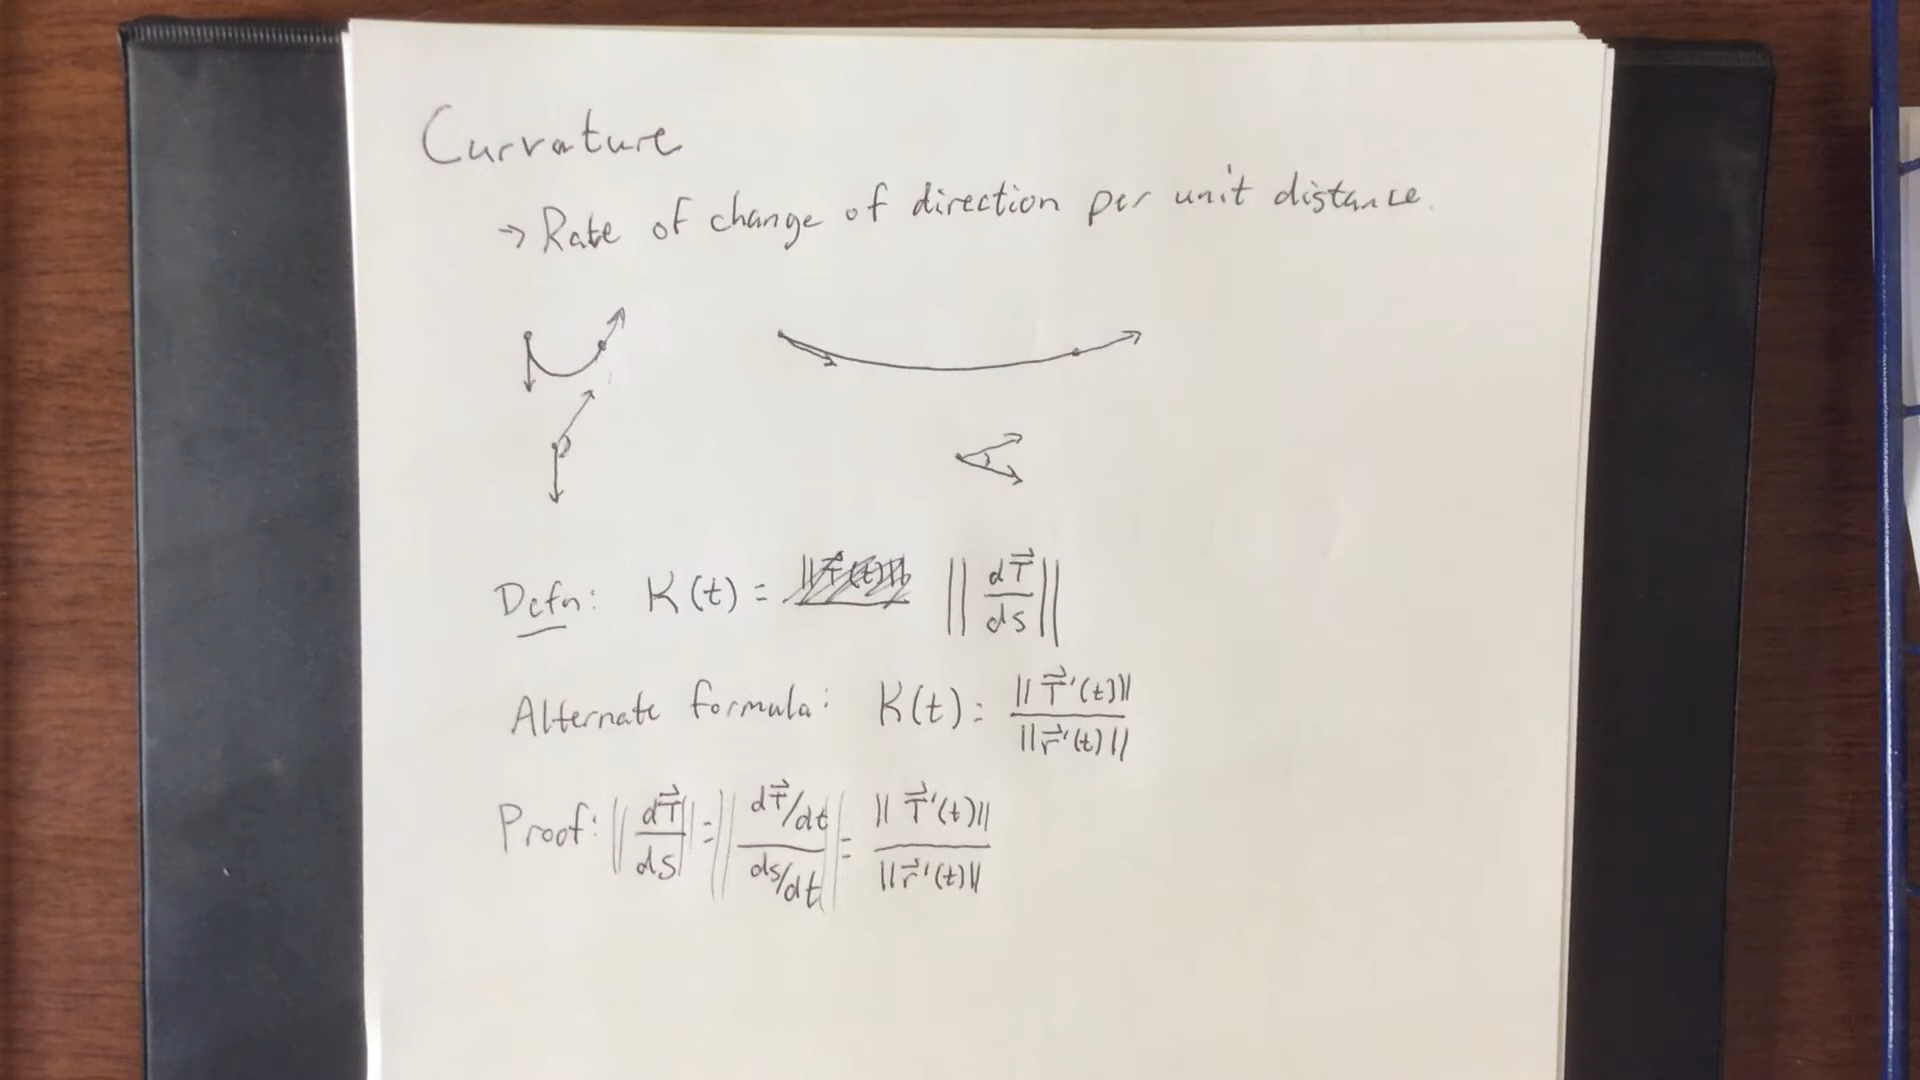 Curvature
→ Rate of change of direction per unit distance.
Defn: K(t) = ||dT⃗/ds||
Alternate formula: K(t) = ||T⃗'(t)|| / ||r⃗'(t)||
Proof: ||dT⃗/ds|| = ||(dT⃗/dt)/(ds/dt)|| = ||T⃗'(t)|| / ||r⃗'(t)||